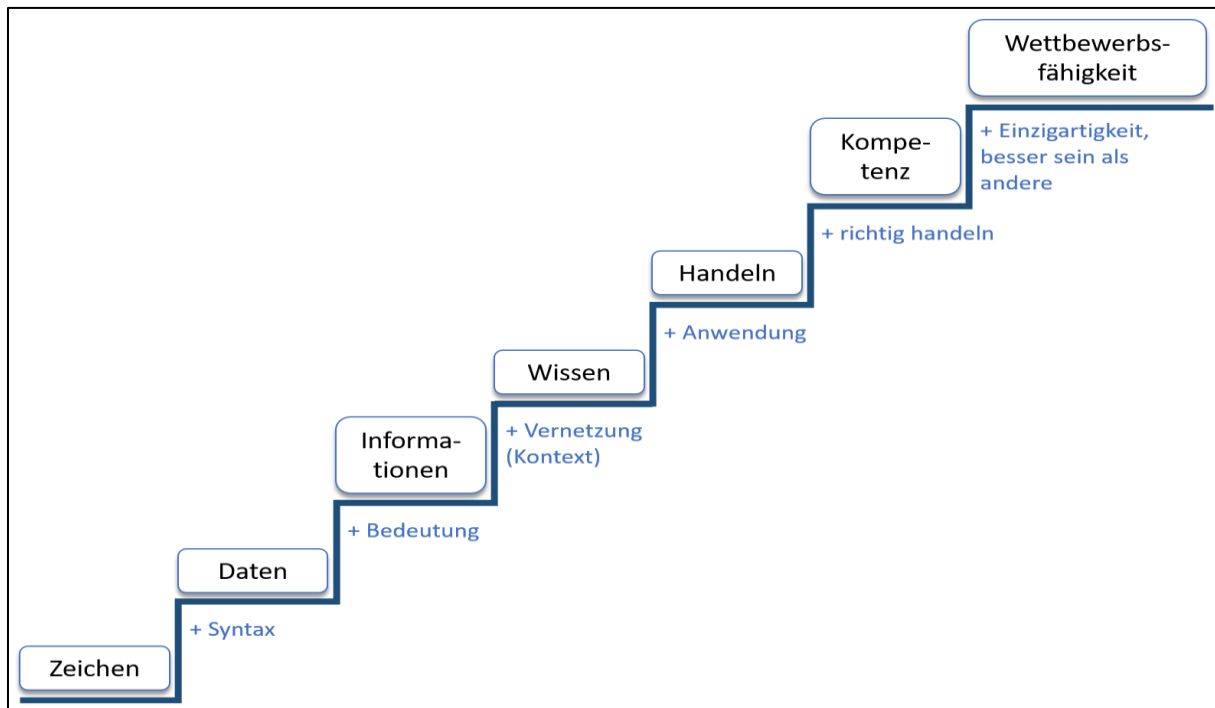 Wettbewerbs-
fähigkeit
+ Einzigartigkeit,
besser sein als
andere
Kompe-
tenz
+ richtig handeln
Handeln
+ Anwendung
Wissen
+ Vernetzung
(Kontext)
Informa-
tionen
+ Bedeutung
Daten
+ Syntax
Zeichen